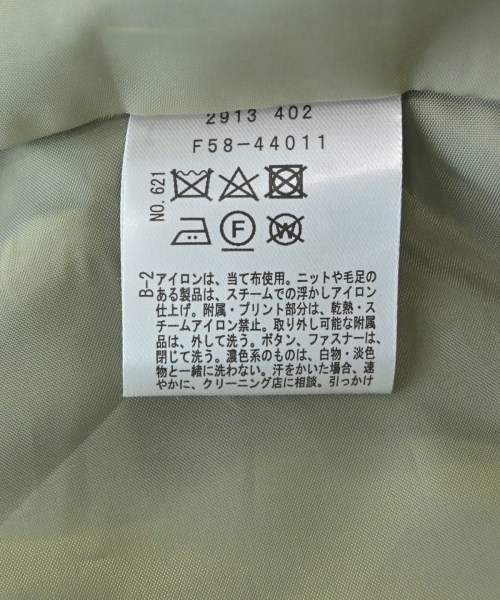 2913 402
F58-44011
NO. 621
F
W
B-2
アイロンは、当て布使用。ニットや毛足の
ある製品は、スチームでの浮かしアイロン
仕上げ。附属・プリント部分は、乾熱・ス
チームアイロン禁止。取り外し可能な附属
品は、外して洗う。ボタン、ファスナーは、
閉じて洗う。濃色系のものは、白物・淡色
物と一緒に洗わない。汗をかいた場合、速
やかに、クリーニング店に相談。引っかけ